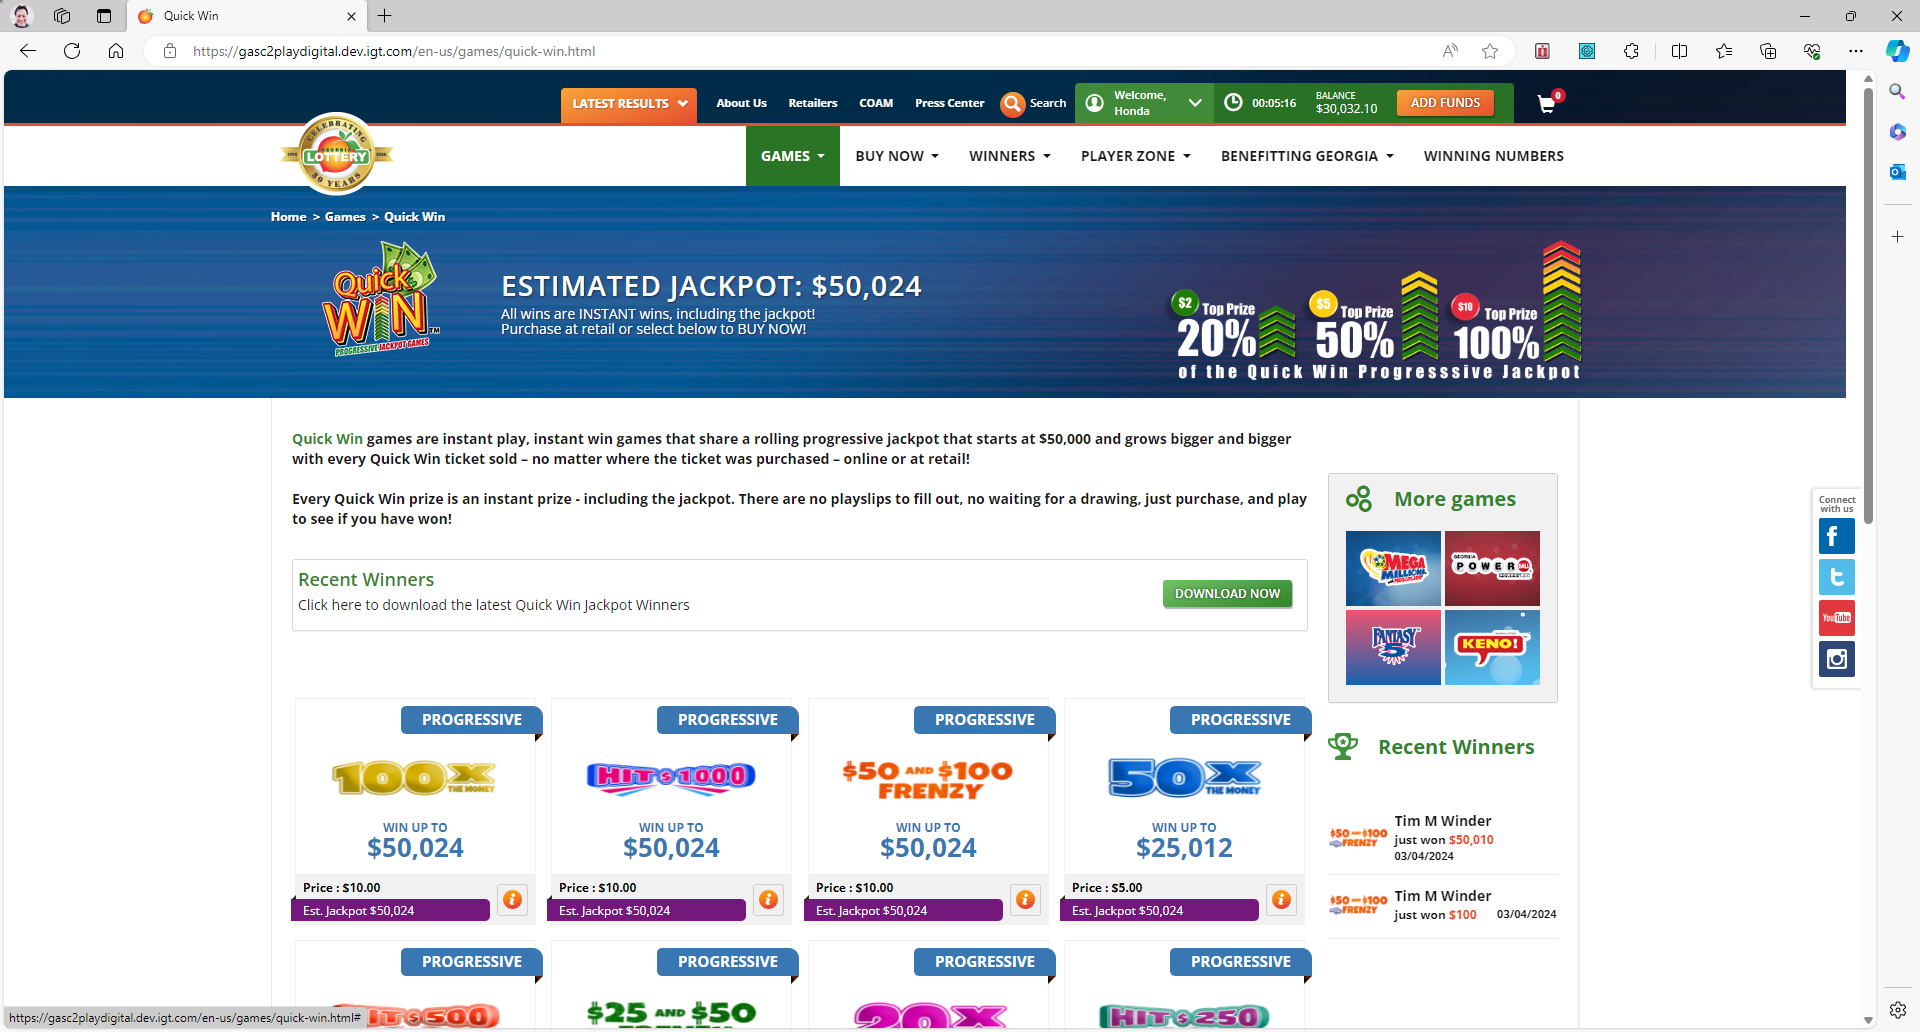 Quick Win
https://gasc2playdigital.dev.igt.com/en-us/games/quick-win.html
LATEST RESULTS
About Us
Retailers
COAM
Press Center
Search
Welcome,
Honda
00:05:16
BALANCE
$30,032.10
ADD FUNDS
0
CELEBRATING
GEORGIA
LOTTERY
30 YEARS
GAMES
BUY NOW
WINNERS
PLAYER ZONE
BENEFITTING GEORGIA
WINNING NUMBERS
Home > Games > Quick Win
Quick
WIN
TM
PROGRESSIVE JACKPOT GAMES
ESTIMATED JACKPOT: $50,024
All wins are INSTANT wins, including the jackpot!
Purchase at retail or select below to BUY NOW!
$2 Top Prize
20%
$5 Top Prize
50%
$10 Top Prize
100%
of the Quick Win Progresssive Jackpot
Quick Win games are instant play, instant win games that share a rolling progressive jackpot that starts at $50,000 and grows bigger and bigger
with every Quick Win ticket sold – no matter where the ticket was purchased – online or at retail!
Every Quick Win prize is an instant prize - including the jackpot. There are no playslips to fill out, no waiting for a drawing, just purchase, and play
to see if you have won!
Recent Winners
Click here to download the latest Quick Win Jackpot Winners
DOWNLOAD NOW
More games
MEGA
MILLIONS
GEORGIA
POWERBALL
POWER PLAY
FANTASY
5
KENO!
Connect
with us
f
t
YouTube
PROGRESSIVE
100X
THE MONEY
WIN UP TO
$50,024
Price : $10.00
Est. Jackpot $50,024
PROGRESSIVE
HIT $1000
WIN UP TO
$50,024
Price : $10.00
Est. Jackpot $50,024
PROGRESSIVE
$50 AND $100
FRENZY
WIN UP TO
$50,024
Price : $10.00
Est. Jackpot $50,024
PROGRESSIVE
50X
THE MONEY
WIN UP TO
$25,012
Price : $5.00
Est. Jackpot $50,024
Recent Winners
$50 AND $100
FRENZY
Tim M Winder
just won $50,010
03/04/2024
$50 AND $100
FRENZY
Tim M Winder
just won $100 03/04/2024
PROGRESSIVE
HIT $500
PROGRESSIVE
$25 AND $50
FRENZY
PROGRESSIVE
20X
PROGRESSIVE
HIT $250
https://gasc2playdigital.dev.igt.com/en-us/games/quick-win.html#